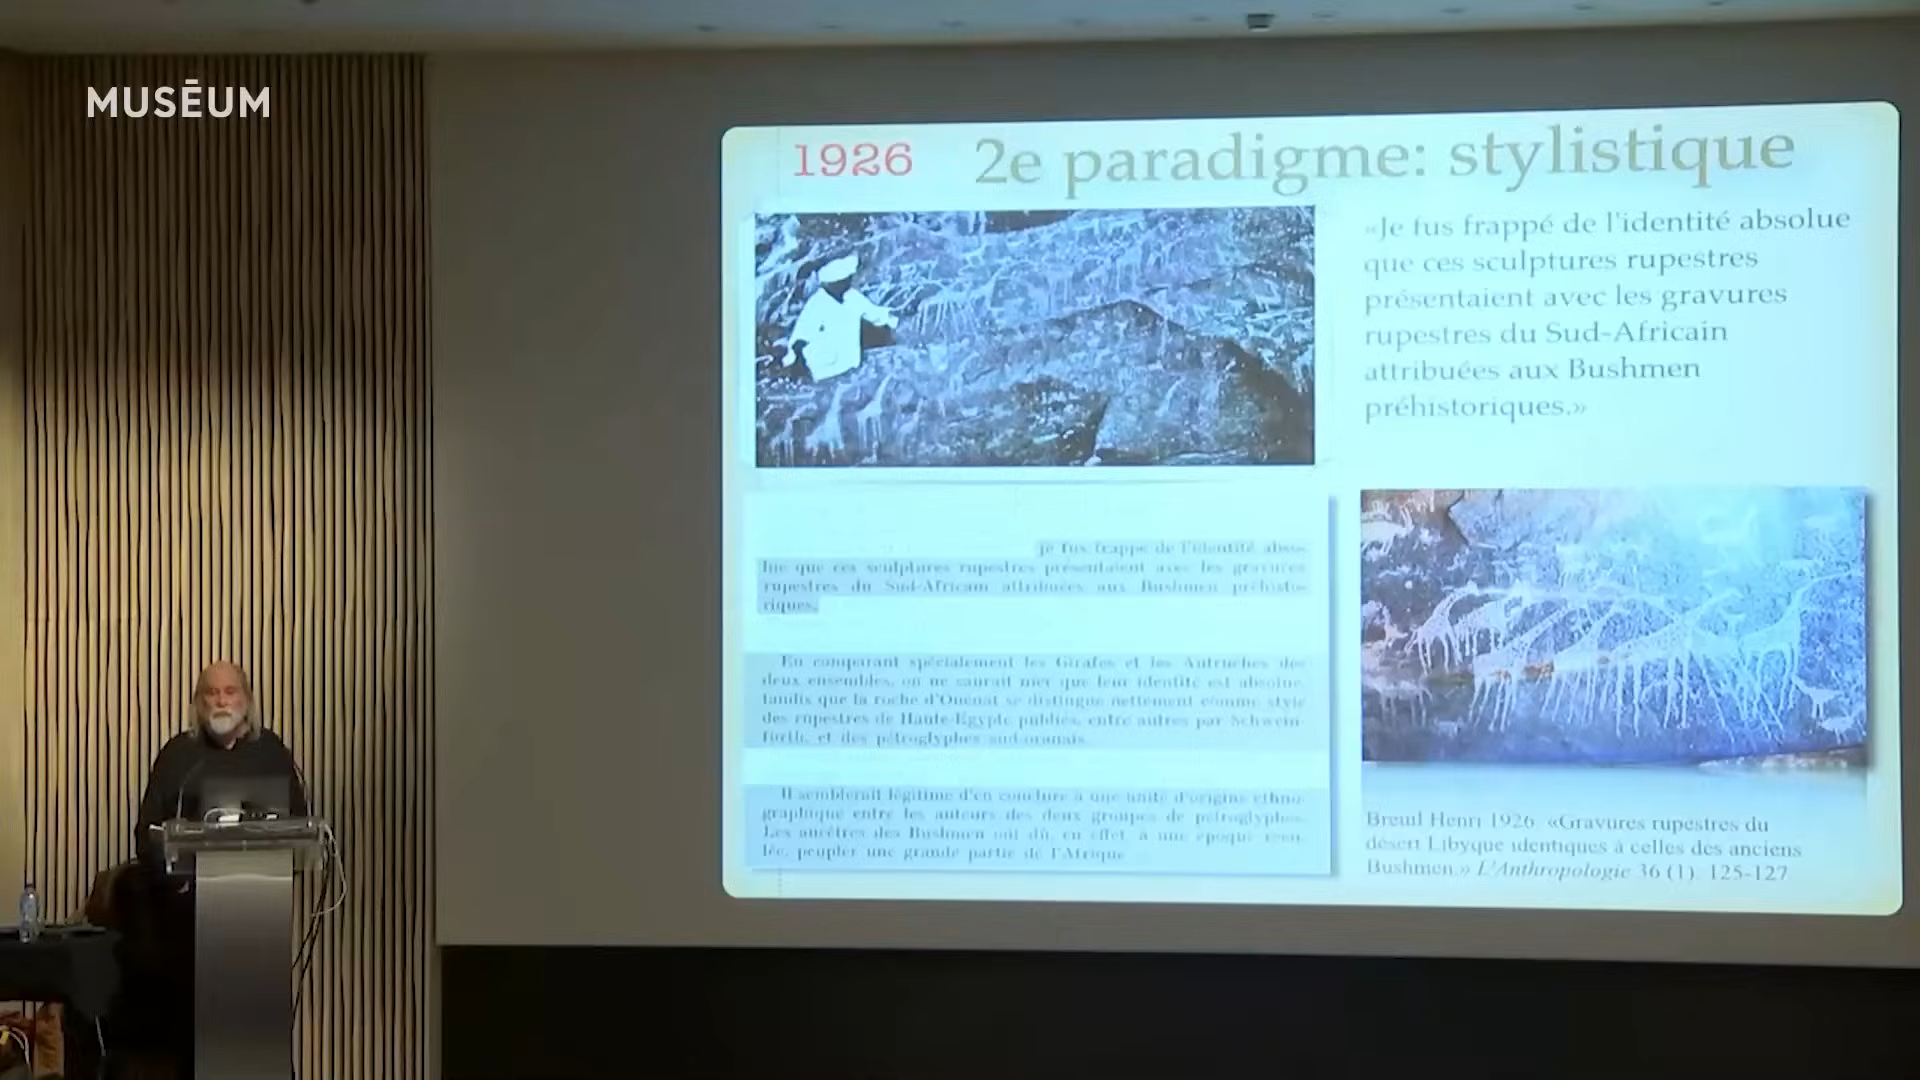 MUSĒUM
1926 2e paradigme: stylistique
«Je fus frappé de l'identité absolue
que ces sculptures rupestres
présentaient avec les gravures
rupestres du Sud-Africain
attribuées aux Bushmen
préhistoriques.»
je fus frappé de l'identité abso-
lue que ces sculptures rupestres présentaient avec les gravures
rupestres du Sud-Africain attribuées aux Bushmen préhisto-
riques.
En comparant spécialement les Girafes et les Autruches des
deux ensembles, on ne saurait nier que leur identité est absolue,
tandis que la roche d'Ouenat se distingue nettement comme style
des rupestres de Haute-Egypte publiés, entre autres par Schwein-
furth, et des pétroglyphes sud-oranais.
Il semblerait légitime d'en conclure à une unité d'origine ethno-
graphique entre les auteurs des deux groupes de pétroglyphes.
Les ancêtres des Bushmen ont dû, en effet, à une époque recu-
lée, peupler une grande partie de l'Afrique
Breuil Henri 1926. «Gravures rupestres du
désert Libyque identiques à celles des anciens
Bushmen.» L'Anthropologie 36 (1): 125-127